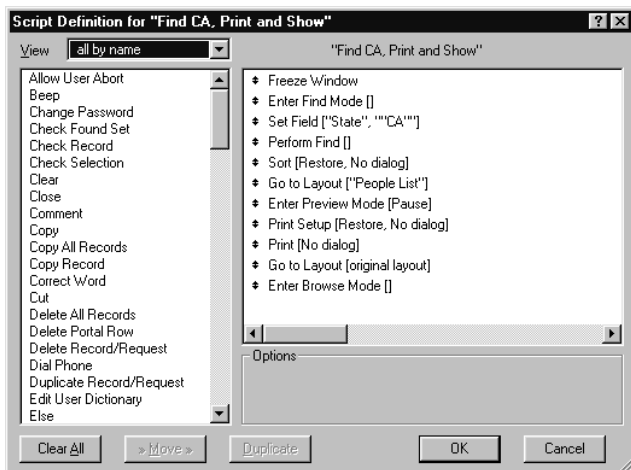 Script Definition for "Find CA, Print and Show"
View all by name
"Find CA, Print and Show"
Allow User Abort
Beep
Change Password
Check Found Set
Check Record
Check Selection
Clear
Close
Comment
Copy
Copy All Records
Copy Record
Correct Word
Cut
Delete All Records
Delete Portal Row
Delete Record/Request
Dial Phone
Duplicate Record/Request
Edit User Dictionary
Else
Freeze Window
Enter Find Mode []
Set Field ["State", ""CA""]
Perform Find []
Sort [Restore, No dialog]
Go to Layout ["People List"]
Enter Preview Mode [Pause]
Print Setup [Restore, No dialog]
Print [No dialog]
Go to Layout [original layout]
Enter Browse Mode []
Options
Clear All
» Move »
Duplicate
OK
Cancel